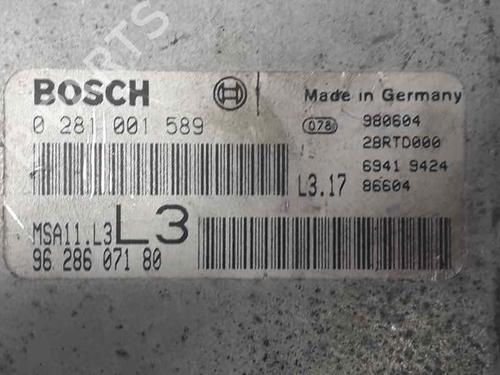 BOSCH
0 281 001 589
MSA11.L3 L3
96 286 071 80
Made in Germany
078 980604
28RTD000
6941 9424
L3.17 86604